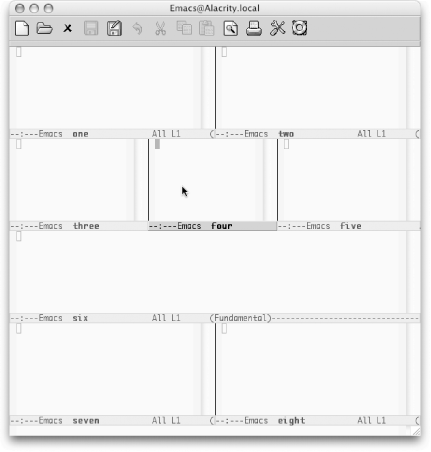 Emacs@Alacrity.local
--:---Emacs one All L1 (--:---Emacs two All L1 (
--:---Emacs three --:---Emacs four --:---Emacs five
--:---Emacs six All L1 (Fundamental)--------------------------
--:---Emacs seven All L1 (--:---Emacs eight All L1 (